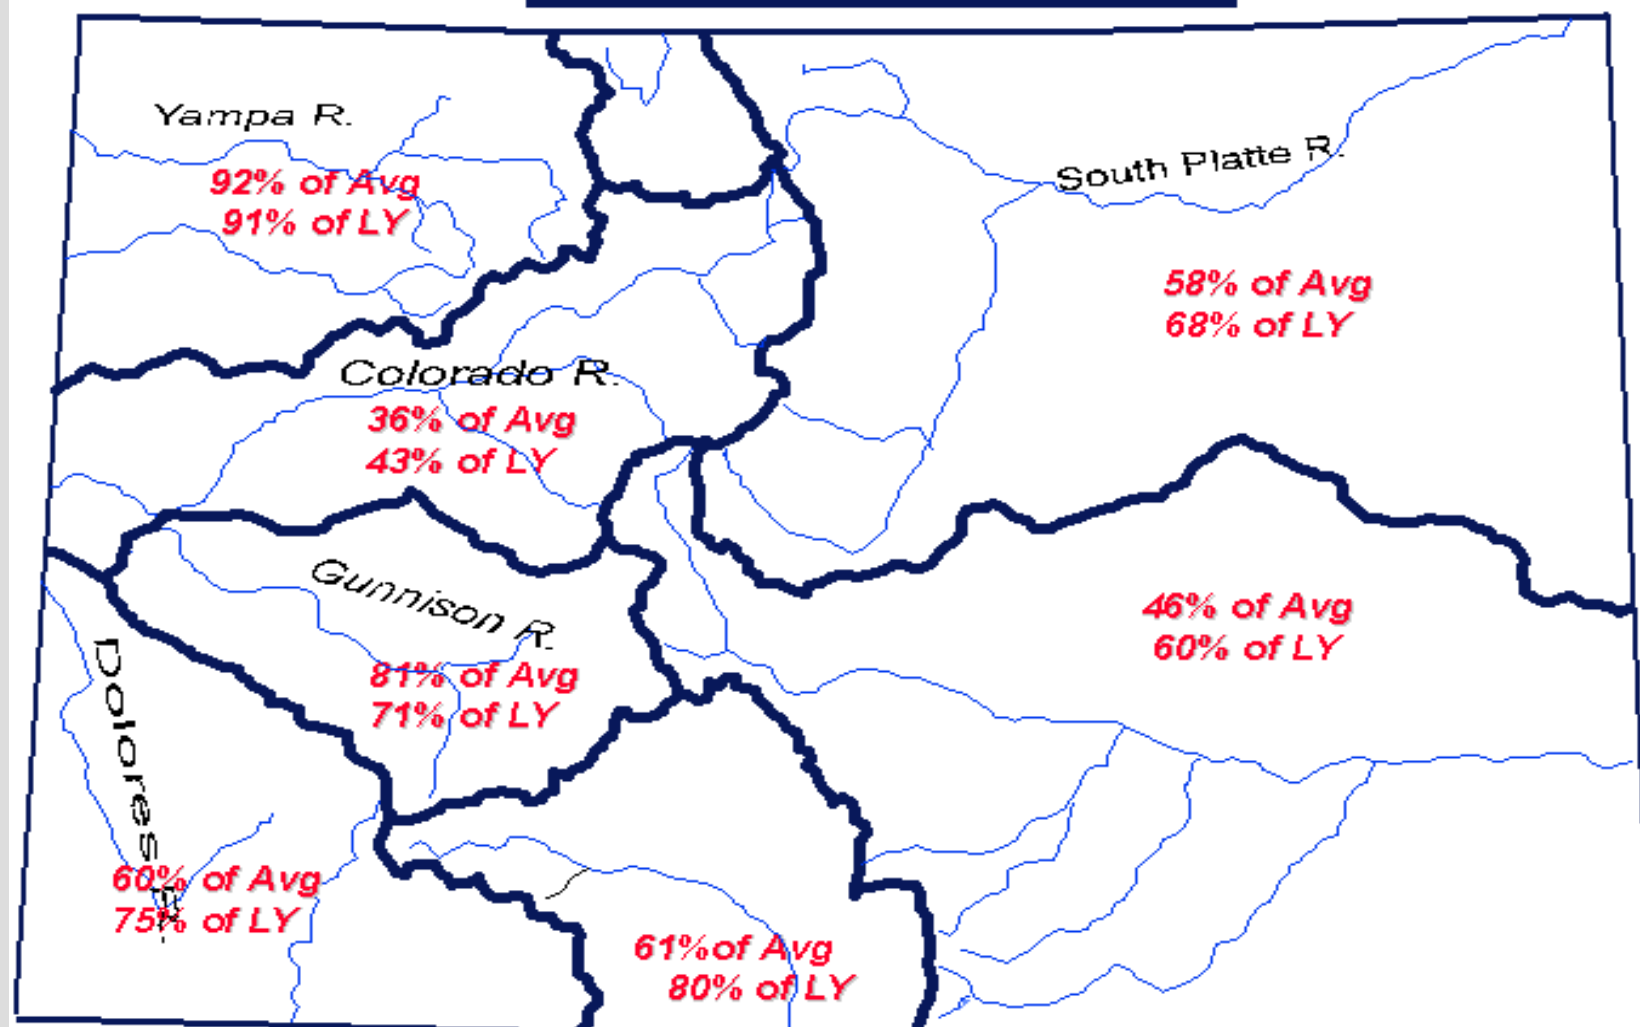 Yampa R.
92% of Avg
91% of LY
South Platte R.
58% of Avg
68% of LY
Colorado R.
36% of Avg
43% of LY
Gunnison R.
81% of Avg
71% of LY
46% of Avg
60% of LY
Dolores R.
60% of Avg
75% of LY
61%of Avg
80% of LY